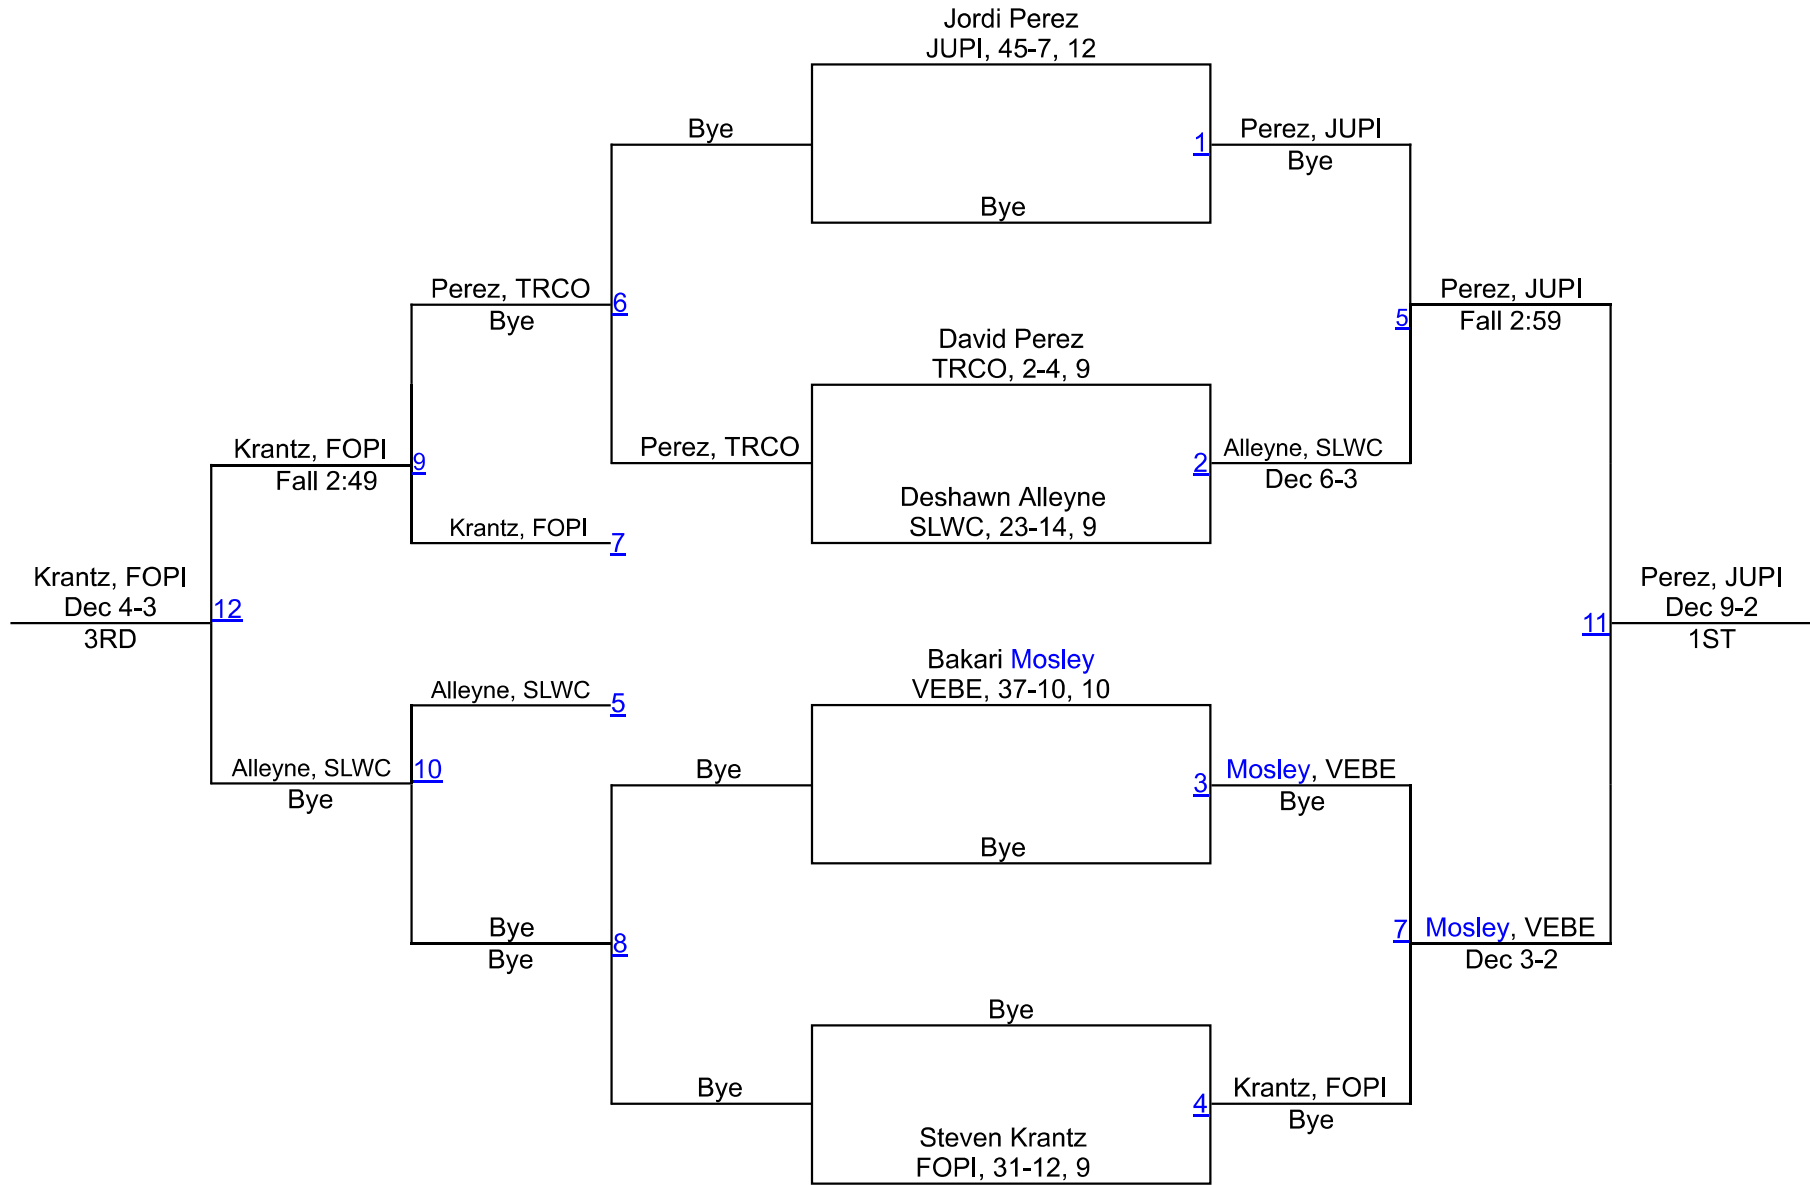 Jordi Perez
JUPI, 45-7, 12
Bye
1
Perez, JUPI
Bye
Bye
Perez, TRCO
Bye
6
Perez, JUPI
Fall 2:59
5
David Perez
TRCO, 2-4, 9
Krantz, FOPI
Fall 2:49
9
Perez, TRCO
2
Alleyne, SLWC
Dec 6-3
Deshawn Alleyne
SLWC, 23-14, 9
Krantz, FOPI
7
Krantz, FOPI
Dec 4-3
3RD
12
11
Perez, JUPI
Dec 9-2
1ST
Bakari Mosley
VEBE, 37-10, 10
Alleyne, SLWC
5
Alleyne, SLWC
Bye
10
Bye
3
Mosley, VEBE
Bye
Bye
Bye
Bye
8
7
Mosley, VEBE
Dec 3-2
Bye
Bye
4
Krantz, FOPI
Bye
Steven Krantz
FOPI, 31-12, 9